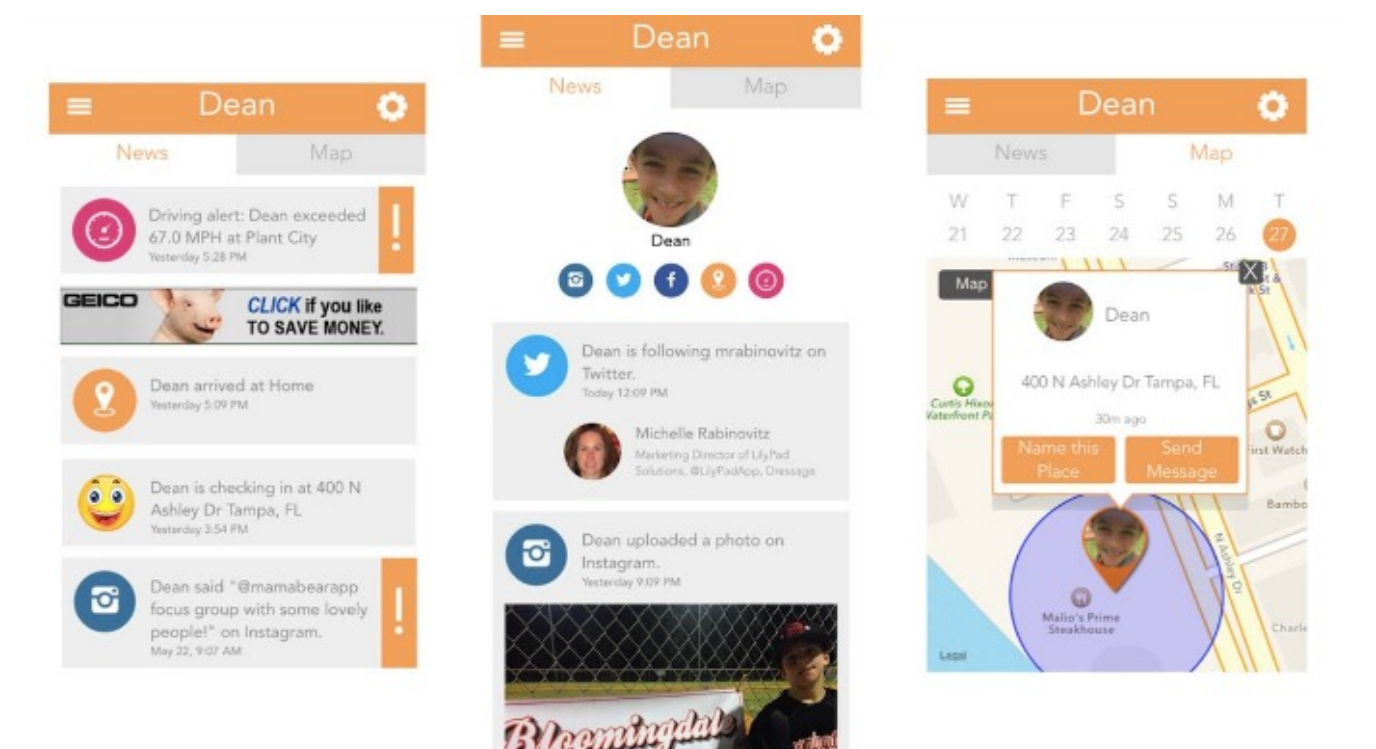 Dean
News
Map
Driving alert: Dean exceeded
67.0 MPH at Plant City
Yesterday 5:28 PM
GEICO
CLICK if you like
TO SAVE MONEY.
Dean arrived at Home
Yesterday 5:09 PM
Dean is checking in at 400 N
Ashley Dr Tampa, FL
Yesterday 3:54 PM
Dean said "@mamabearapp
focus group with some lovely
people!" on Instagram.
May 22, 9:07 AM
Dean
News
Map
Dean
Dean is following mrabinovitz on
Twitter.
Today 12:09 PM
Michelle Rabinovitz
Marketing Director of LilyPad
Solutions, @LilyPadApp, Dressage
Dean uploaded a photo on
Instagram.
Yesterday 9:09 PM
Bloomingdale
Dean
News
Map
W T F S S M T
21 22 23 24 25 26 27
Map
X
Dean
400 N Ashley Dr Tampa, FL
30m ago
Name this
Place
Send
Message
Curtis Hixon
Waterfront
First Watch
Bambo
N Ashley Dr
Malio's Prime
Steakhouse
Charle
Legal